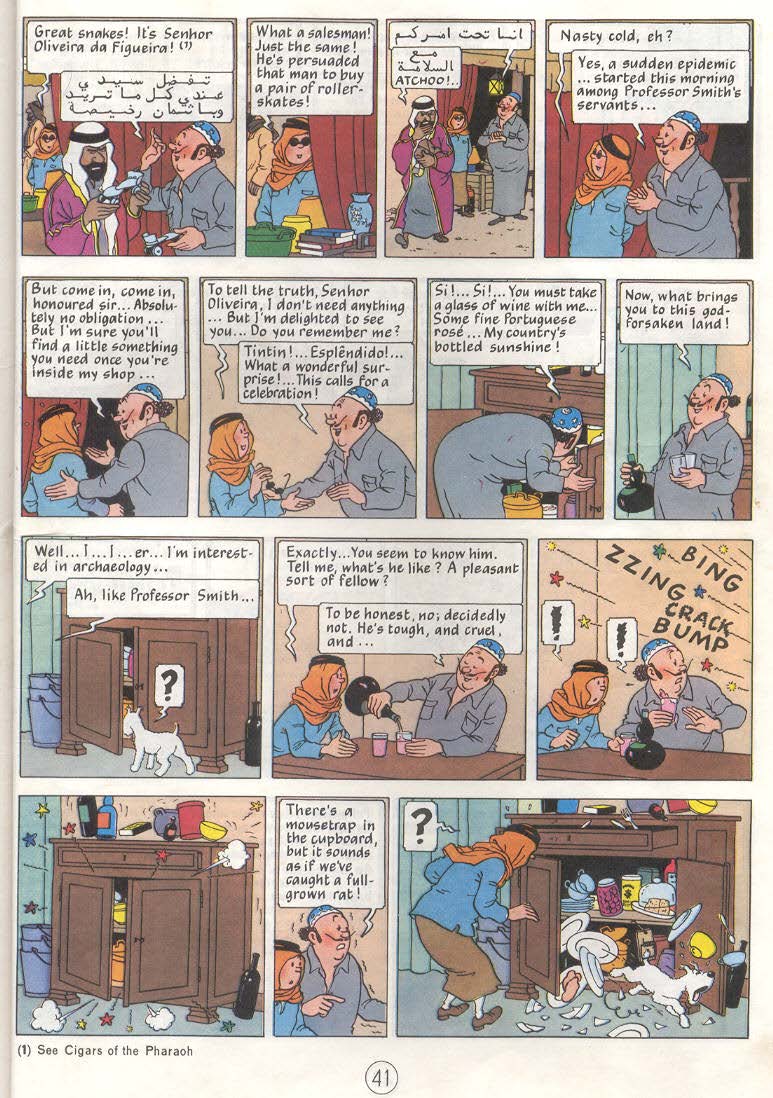 Great snakes! It's Senhor
Oliveira da Figueira! (1)
تفضل سيدي
عندي كل ما تريد
وباثمان رخيصة
What a salesman!
Just the same!
He's persuaded
that man to buy
a pair of roller-
skates!
انا تحت امركم
مع
السلامة
ATCHOO!..
Nasty cold, eh?
Yes, a sudden epidemic
... started this morning
among Professor Smith's
servants...
But come in, come in,
honoured sir... Absolu-
tely no obligation ...
But I'm sure you'll
find a little something
you need once you're
inside my shop ...
To tell the truth, Senhor
Oliveira, I don't need anything
... But I'm delighted to see
you... Do you remember me?
Tintin!... Esplêndido!...
What a wonderful sur-
prise!... This calls for a
celebration!
Si!... Si!... You must take
a glass of wine with me...
Some fine Portuguese
rosé ... My country's
bottled sunshine!
Now, what brings
you to this god-
forsaken land!
Well... I... I... er... I'm interest-
ed in archaeology...
Ah, like Professor Smith...
?
Exactly...You seem to know him.
Tell me, what's he like? A pleasant
sort of fellow?
To be honest, no; decidedly
not. He's tough, and cruel,
and ...
BING
ZZING
CRACK
BUMP
!
!
There's a
mousetrap in
the cupboard,
but it sounds
as if we've
caught a full-
grown rat!
?
(1) See Cigars of the Pharaoh
41